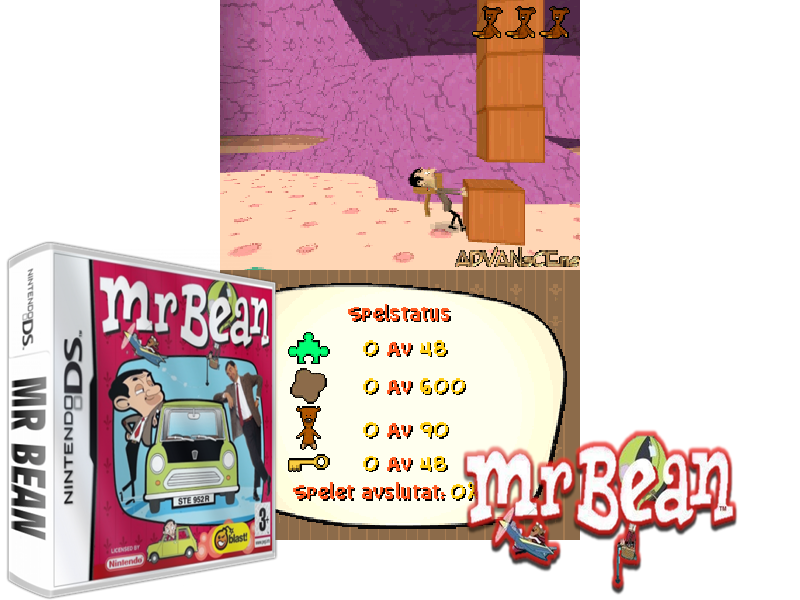 ADVANsCEne
Spelstatus
0 Av 48
0 Av 600
0 Av 90
0 Av 48
Spelet avslutat: 0%
NINTENDO DS
MR BEAN
NINTENDO DS
Mr Bean
STE 952R
LICENSED BY
Nintendo
blast!
3+
Mr Bean
TM